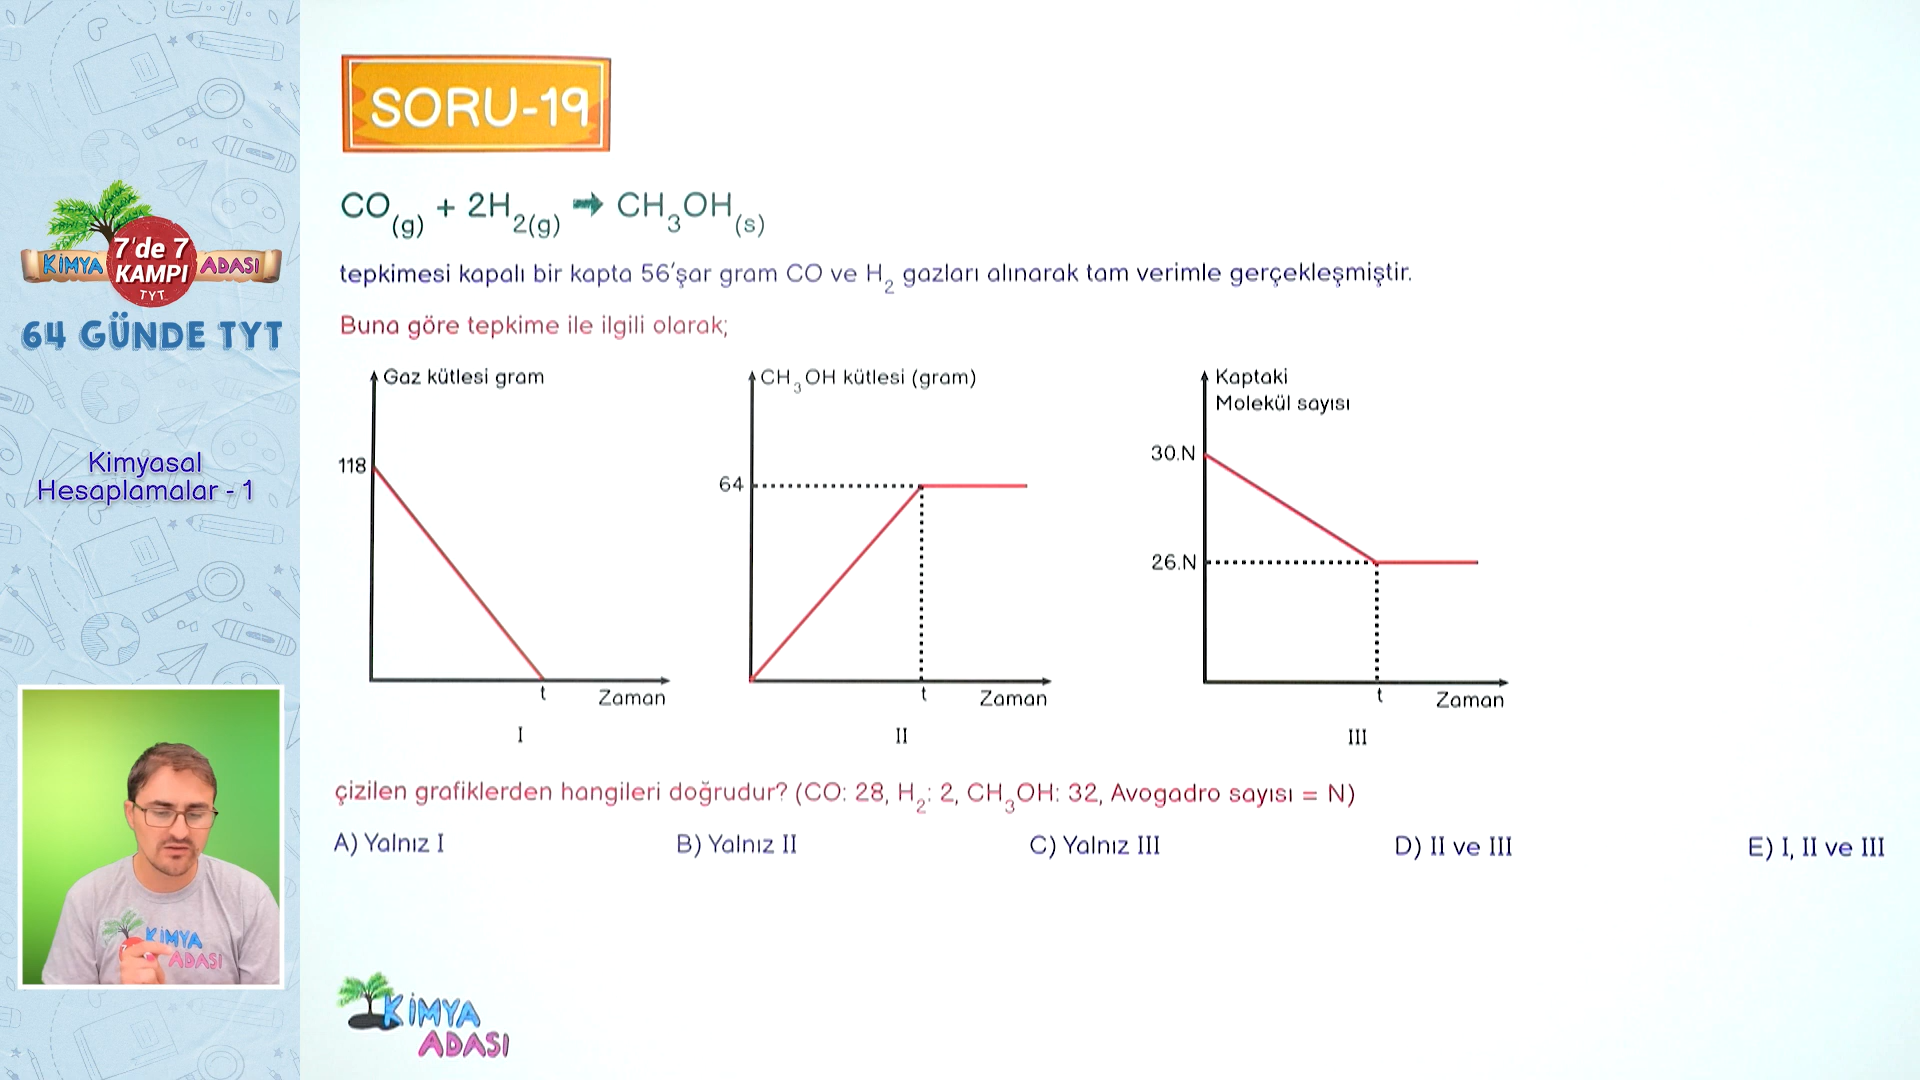 SORU-19
CO(g) + 2H2(g) → CH3OH(s)
tepkimesi kapalı bir kapta 56'şar gram CO ve H2 gazları alınarak tam verimle gerçekleşmiştir.
Buna göre tepkime ile ilgili olarak;
Gaz kütlesi gram
118
t
Zaman
I
CH3OH kütlesi (gram)
64
t
Zaman
II
Kaptaki
Molekül sayısı
30.N
26.N
t
Zaman
III
çizilen grafiklerden hangileri doğrudur? (CO: 28, H2: 2, CH3OH: 32, Avogadro sayısı = N)
A) Yalnız I
B) Yalnız II
C) Yalnız III
D) II ve III
E) I, II ve III
KİMYA
ADASI
7'de 7
KAMPI
TYT
64 GÜNDE TYT
Kimyasal
Hesaplamalar - 1
KİMYA
ADASI
KİMYA
ADASI